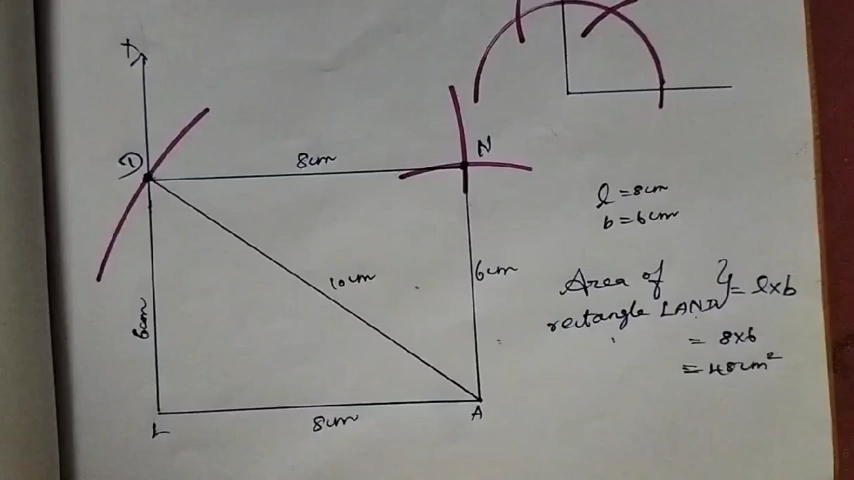 X
D
8cm
N
l = 8cm
b = 6cm
10cm
6cm
Area of
rectangle LAND } = l×b
6cm
= 8×6
= 48cm²
L
8cm
A